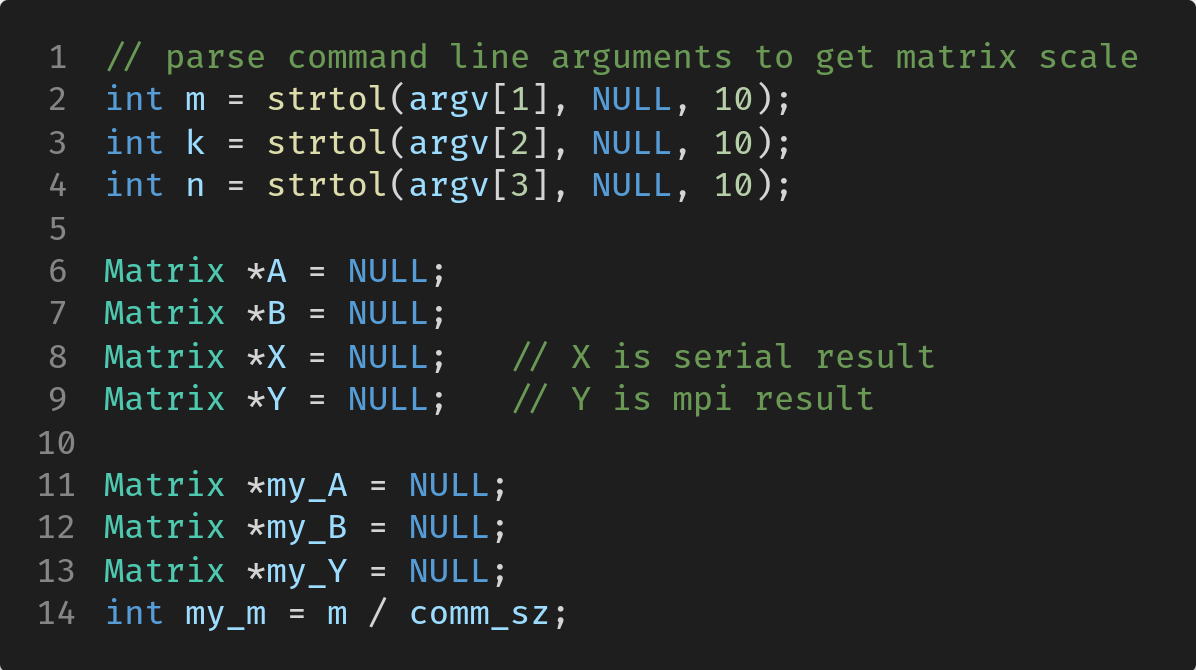 1 // parse command line arguments to get matrix scale
2 int m = strtol(argv[1], NULL, 10);
3 int k = strtol(argv[2], NULL, 10);
4 int n = strtol(argv[3], NULL, 10);
5
6 Matrix *A = NULL;
7 Matrix *B = NULL;
8 Matrix *X = NULL;   // X is serial result
9 Matrix *Y = NULL;   // Y is mpi result
10
11 Matrix *my_A = NULL;
12 Matrix *my_B = NULL;
13 Matrix *my_Y = NULL;
14 int my_m = m / comm_sz;